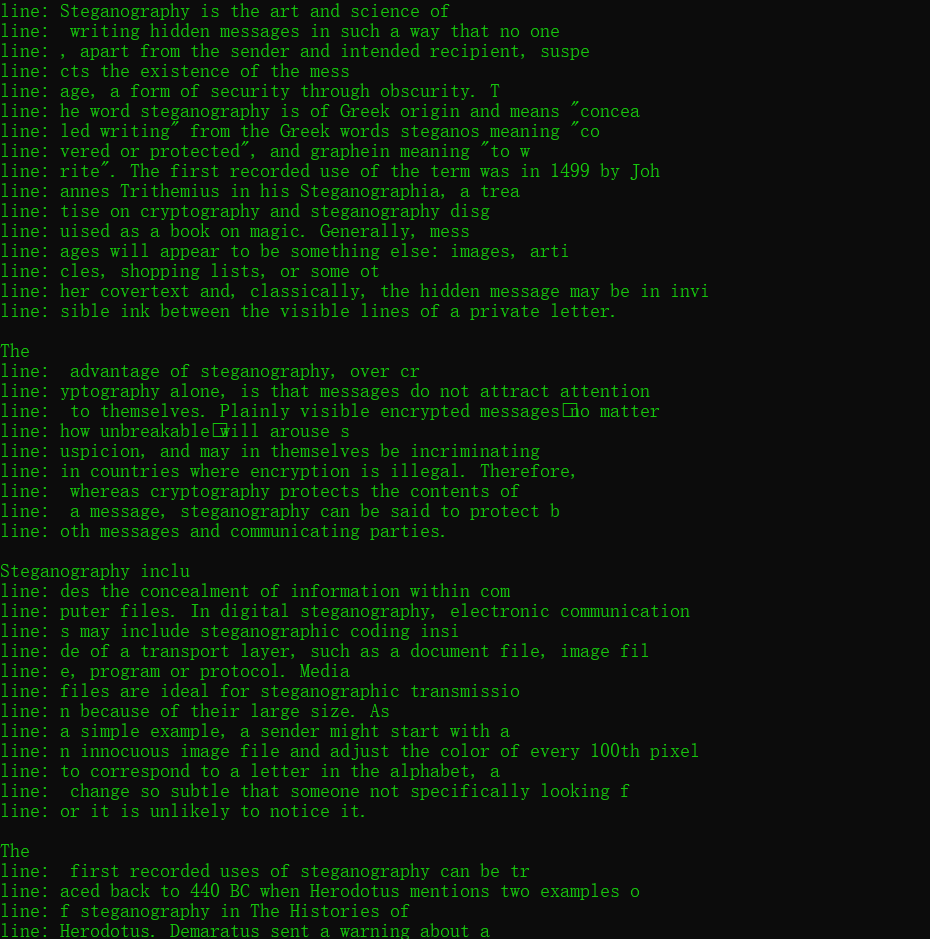 line: Steganography is the art and science of
line:  writing hidden messages in such a way that no one
line: , apart from the sender and intended recipient, suspe
line: cts the existence of the mess
line: age, a form of security through obscurity. T
line: he word steganography is of Greek origin and means "concea
line: led writing" from the Greek words steganos meaning "co
line: vered or protected", and graphein meaning "to w
line: rite". The first recorded use of the term was in 1499 by Joh
line: annes Trithemius in his Steganographia, a trea
line: tise on cryptography and steganography disg
line: uised as a book on magic. Generally, mess
line: ages will appear to be something else: images, arti
line: cles, shopping lists, or some ot
line: her covertext and, classically, the hidden message may be in invi
line: sible ink between the visible lines of a private letter.

The
line:  advantage of steganography, over cr
line: yptography alone, is that messages do not attract attention
line:  to themselves. Plainly visible encrypted messages□no matter
line: how unbreakable□will arouse s
line: uspicion, and may in themselves be incriminating
line: in countries where encryption is illegal. Therefore,
line:  whereas cryptography protects the contents of
line:  a message, steganography can be said to protect b
line: oth messages and communicating parties.

Steganography inclu
line: des the concealment of information within com
line: puter files. In digital steganography, electronic communication
line: s may include steganographic coding insi
line: de of a transport layer, such as a document file, image fil
line: e, program or protocol. Media
line: files are ideal for steganographic transmissio
line: n because of their large size. As
line: a simple example, a sender might start with a
line: n innocuous image file and adjust the color of every 100th pixel
line: to correspond to a letter in the alphabet, a
line:  change so subtle that someone not specifically looking f
line: or it is unlikely to notice it.

The
line:  first recorded uses of steganography can be tr
line: aced back to 440 BC when Herodotus mentions two examples o
line: f steganography in The Histories of
line: Herodotus. Demaratus sent a warning about a